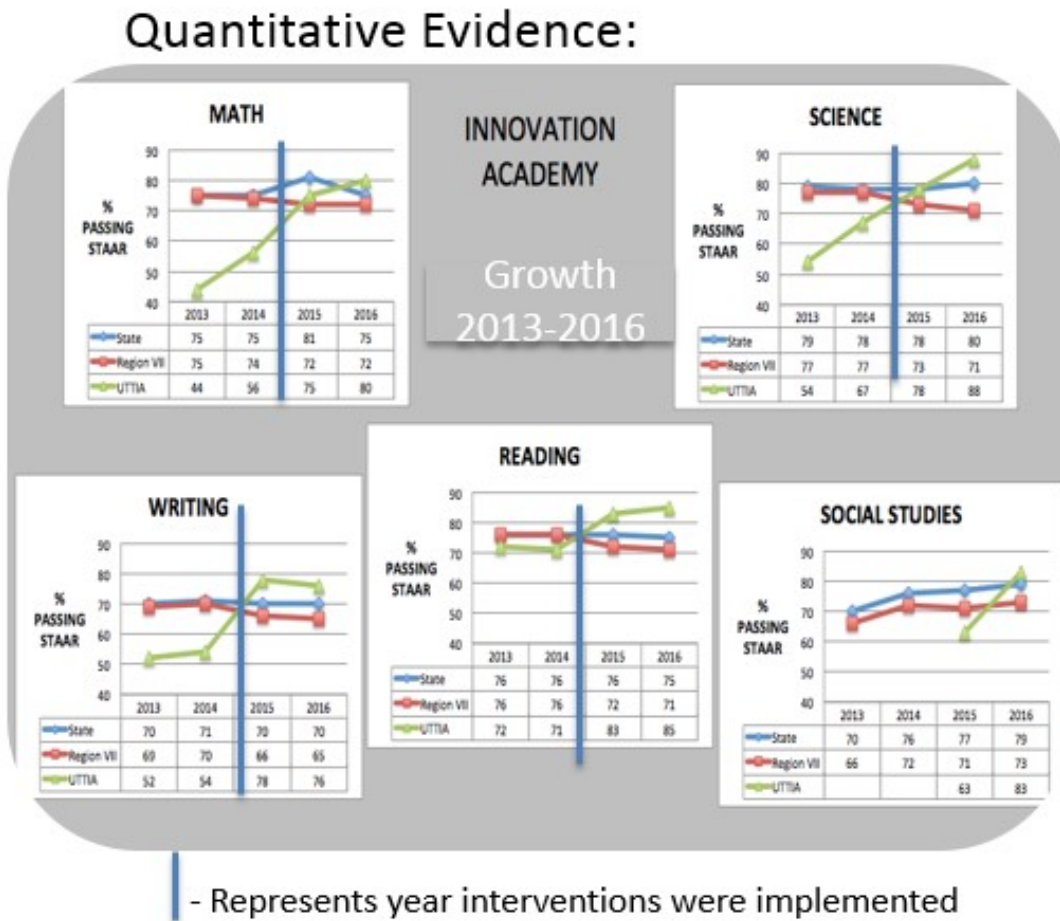 Quantitative Evidence:
MATH
% PASSING STAAR
90
80
70
60
50
40
2013 2014 2015 2016
State 75 75 81 75
Region VII 75 74 72 72
UTTIA 44 56 75 80
INNOVATION
ACADEMY
Growth
2013-2016
SCIENCE
% PASSING STAAR
90
80
70
60
50
40
2013 2014 2015 2016
State 79 78 78 80
Region VII 77 77 73 71
UTTIA 54 67 78 88
WRITING
% PASSING STAAR
90
80
70
60
50
40
2013 2014 2015 2016
State 70 71 70 70
Region VII 69 70 66 65
UTTIA 52 54 78 76
READING
% PASSING STAAR
90
80
70
60
50
40
2013 2014 2015 2016
State 76 76 76 75
Region VII 76 76 72 71
UTTIA 72 71 83 85
SOCIAL STUDIES
% PASSING STAAR
90
80
70
60
50
40
2013 2014 2015 2016
State 70 76 77 79
Region VII 66 72 71 73
UTTIA 63 83
- Represents year interventions were implemented